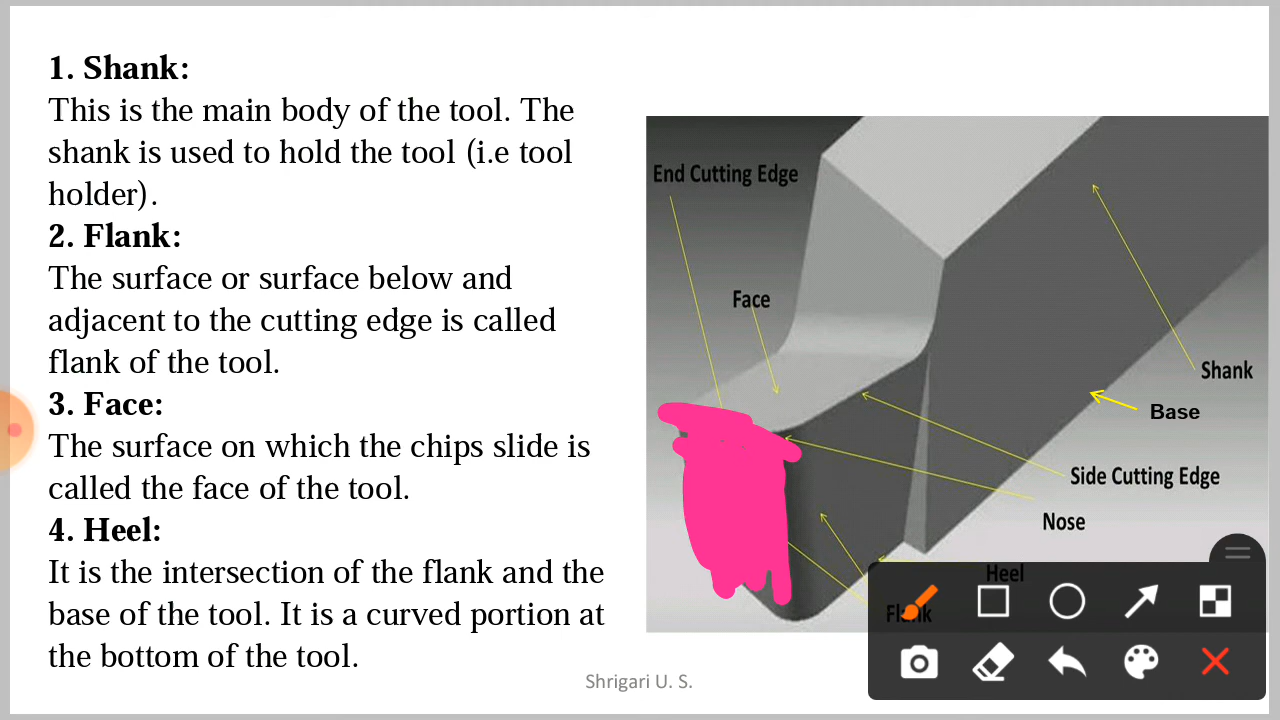 1. Shank:
This is the main body of the tool. The
shank is used to hold the tool (i.e tool
holder).
2. Flank:
The surface or surface below and
adjacent to the cutting edge is called
flank of the tool.
3. Face:
The surface on which the chips slide is
called the face of the tool.
4. Heel:
It is the intersection of the flank and the
base of the tool. It is a curved portion at
the bottom of the tool.
End Cutting Edge
Face
Shank
Base
Side Cutting Edge
Nose
Heel
Flank
Shrigari U. S.